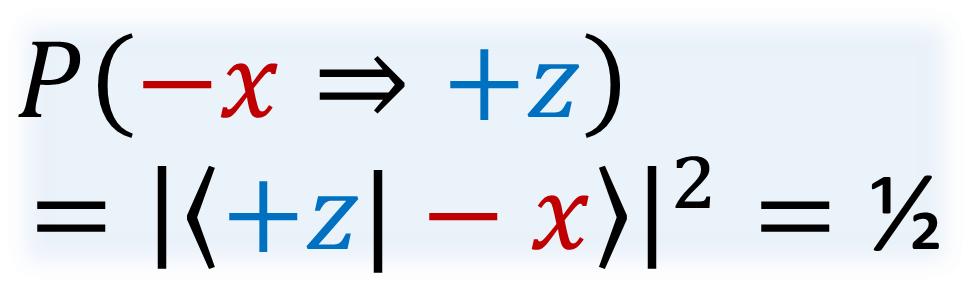 P(−x ⇒ +z)
= |⟨+z| − x⟩|² = ½